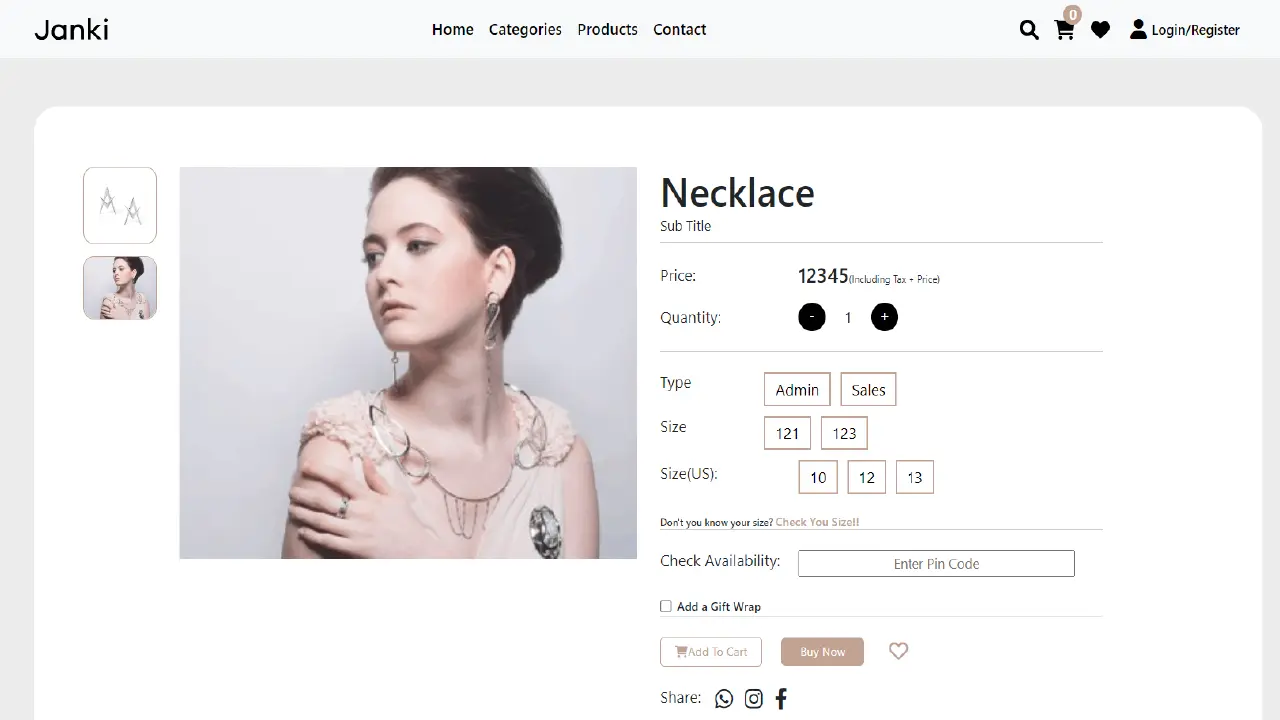 Janki
Home Categories Products Contact
0
Login/Register
Necklace
Sub Title
Price: 12345(Including Tax + Price)
Quantity: - 1 +
Type Admin Sales
Size 121 123
Size(US): 10 12 13
Don't you know your size? Check You Size!!
Check Availability: Enter Pin Code
Add a Gift Wrap
Add To Cart Buy Now
Share: